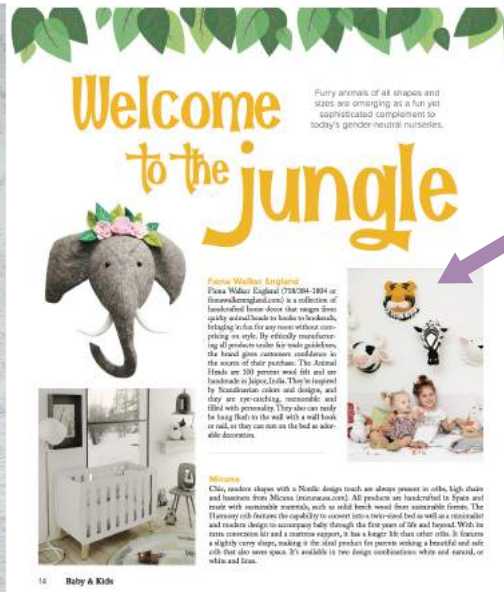 Welcome
to the jungle
Furry animals of all shapes and
sizes are emerging as a fun yet
sophisticated complement to
today's gender-neutral nurseries.
Fiona Walker England
Fiona Walker England (718/394-1804 or
fionawalkerengland.com) is a collection of
handcrafted home decor that ranges from
quirky animal heads to hooks to bookends,
bringing in fun for any room without com-
prising on style. By ethically manufactur-
ing all products under fair trade guidelines,
the brand gives customers confidence in
the source of their purchase. The Animal
Heads are 100 percent wool felt and are
handmade in Jaipur, India. They're inspired
by Scandinavian colors and designs, and
they are eye-catching, memorable and
filled with personality. They also can easily
be hung flush to the wall with a wall hook
or nail, or they can rest on the bed as ador-
able decoration.
Micuna
Chic, modern shapes with a Nordic design touch are always present in cribs, high chairs
and bassinets from Micuna (micunausa.com). All products are handcrafted in Spain and
made with sustainable materials, such as solid beech wood from sustainable forests. The
Harmony crib features the capability to convert into a twin-sized bed as well as a minimalist
and modern design to accompany baby through the first years of life and beyond. With its
extra conversion kit and a mattress support, it has a longer life than other cribs. It features
a slightly curvy shape, making it the ideal product for parents seeking a beautiful and safe
crib that also saves space. It's available in two design combinations: white and natural, or
white and linen.
14 Baby & Kids